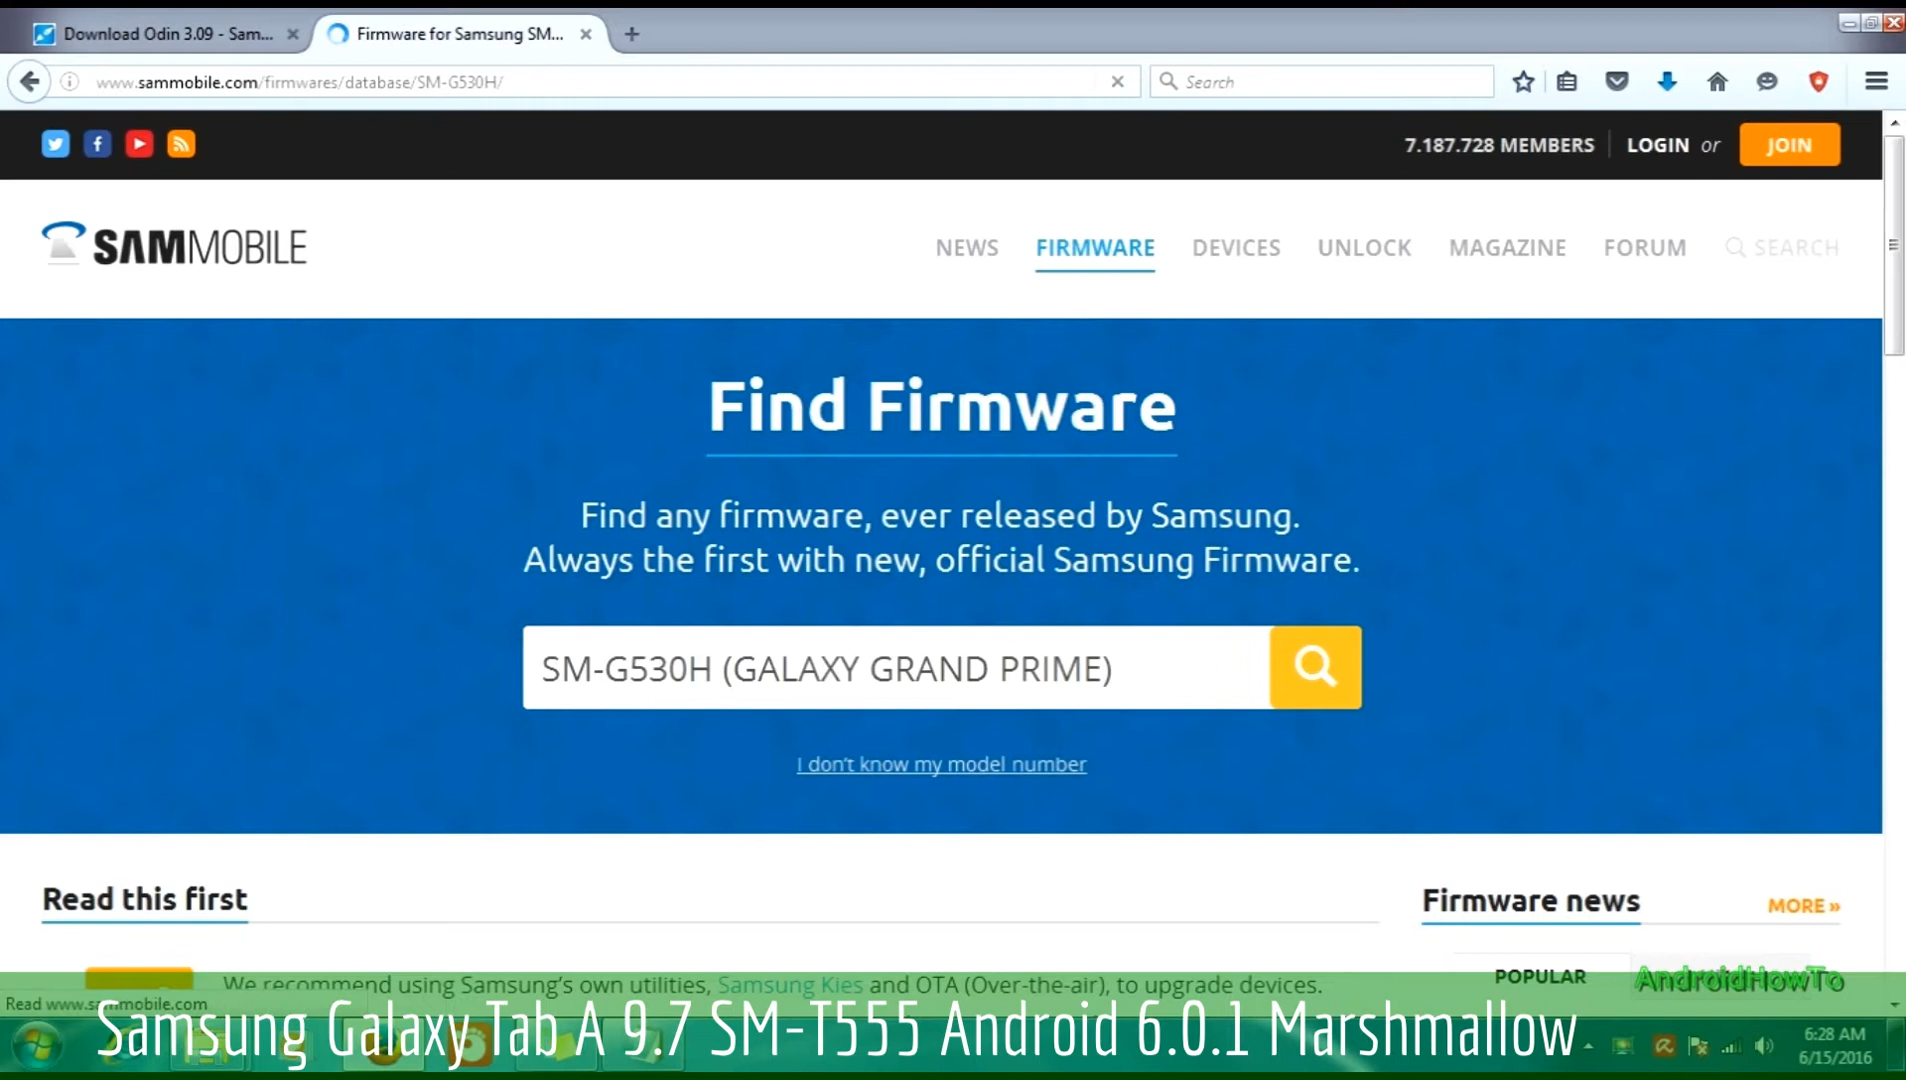 Download Odin 3.09 - Sam...
Firmware for Samsung SM...
www.sammobile.com/firmwares/database/SM-G530H/
Search
7.187.728 MEMBERS
LOGIN or
JOIN
SAMMOBILE
NEWS
FIRMWARE
DEVICES
UNLOCK
MAGAZINE
FORUM
SEARCH
Find Firmware
Find any firmware, ever released by Samsung.
Always the first with new, official Samsung Firmware.
SM-G530H (GALAXY GRAND PRIME)
I don't know my model number
Read this first
Firmware news
MORE »
We recommend using Samsung's own utilities, Samsung Kies and OTA (Over-the-air), to upgrade devices.
POPULAR
AndroidHowTo
Read www.sammobile.com
Samsung Galaxy Tab A 9.7 SM-T555 Android 6.0.1 Marshmallow
6:28 AM
6/15/2016